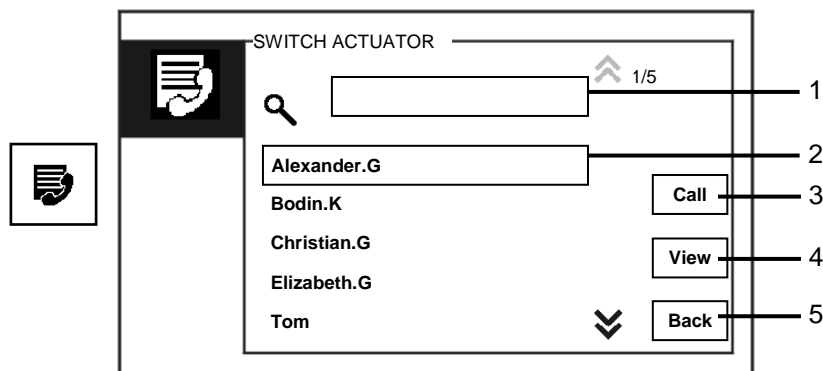 SWITCH ACTUATOR
1/5
1
Alexander.G
2
Bodin.K
Call
3
Christian.G
View
4
Elizabeth.G
Tom
Back
5